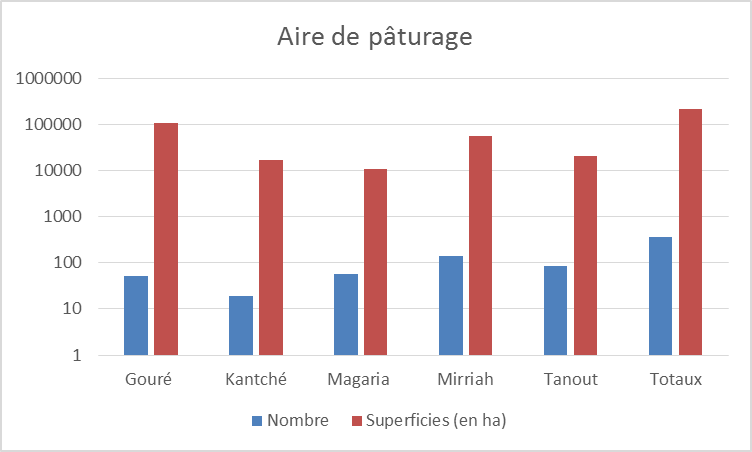 Aire de pâturage
1000000
100000
10000
1000
100
10
1
Gouré Kantché Magaria Mirriah Tanout Totaux
Nombre Superficies (en ha)